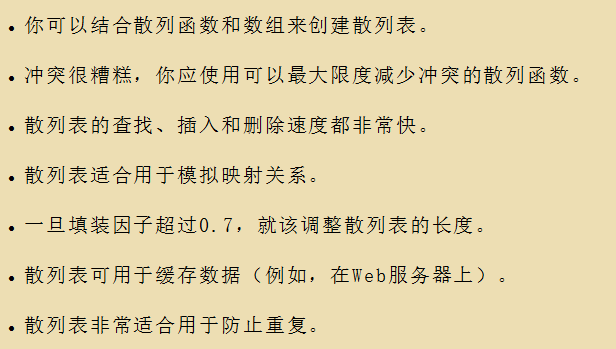 • 你可以结合散列函数和数组来创建散列表。
• 冲突很糟糕，你应使用可以最大限度减少冲突的散列函数。
• 散列表的查找、插入和删除速度都非常快。
• 散列表适合用于模拟映射关系。
• 一旦填装因子超过0.7，就该调整散列表的长度。
• 散列表可用于缓存数据（例如，在Web服务器上）。
• 散列表非常适合用于防止重复。